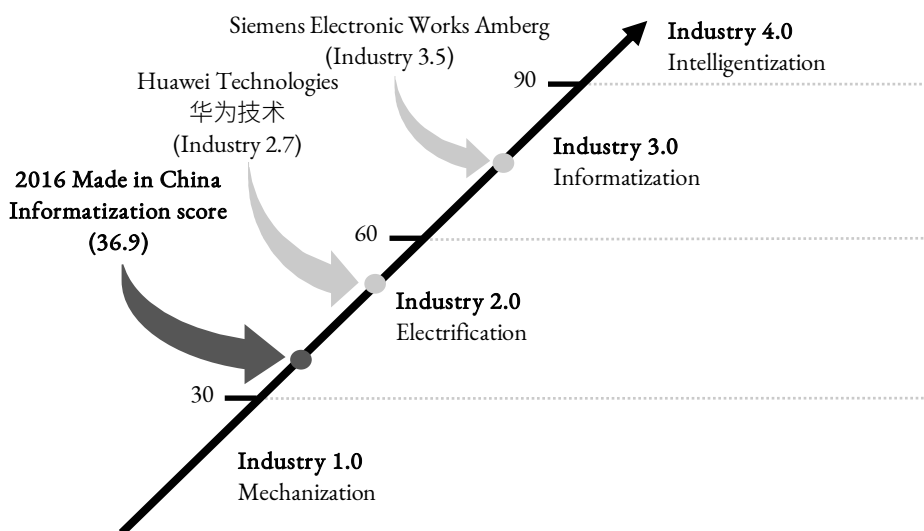 Siemens Electronic Works Amberg
(Industry 3.5)
Industry 4.0
Intelligentization
90
Huawei Technologies
华为技术
(Industry 2.7)
Industry 3.0
Informatization
2016 Made in China
Informatization score
(36.9)
60
Industry 2.0
Electrification
30
Industry 1.0
Mechanization